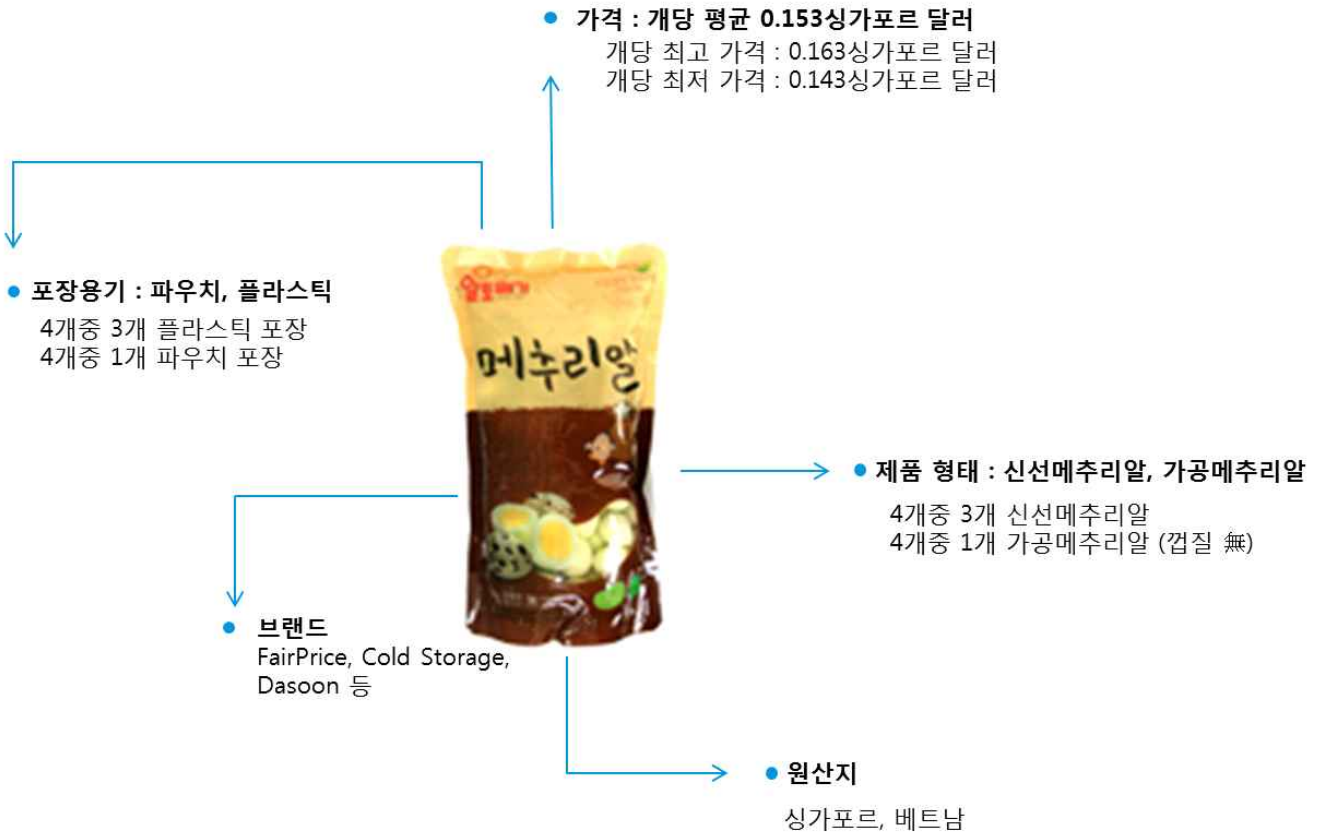 가격 : 개당 평균 0.153싱가포르 달러
개당 최고 가격 : 0.163싱가포르 달러
개당 최저 가격 : 0.143싱가포르 달러
포장용기 : 파우치, 플라스틱
4개중 3개 플라스틱 포장
4개중 1개 파우치 포장
메추리알
제품 형태 : 신선메추리알, 가공메추리알
4개중 3개 신선메추리알
4개중 1개 가공메추리알 (껍질 無)
브랜드
FairPrice, Cold Storage,
Dasoon 등
원산지
싱가포르, 베트남